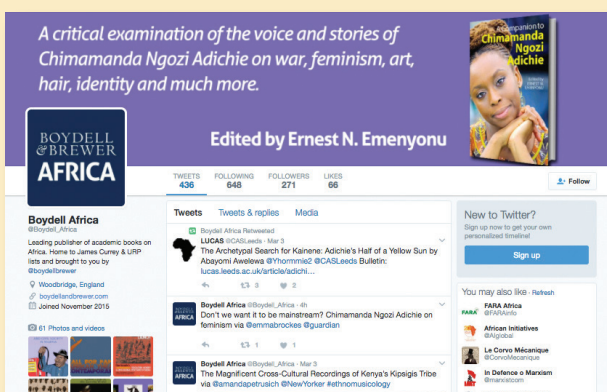 A critical examination of the voice and stories of
Chimamanda Ngozi Adichie on war, feminism, art,
hair, identity and much more.
A Companion to
Chimamanda
Ngozi
Adichie
Edited by Ernest N. Emenyonu
BOYDELL
&BREWER
AFRICA
TWEETS
436
FOLLOWING
648
FOLLOWERS
271
LIKES
66
Follow
Boydell Africa
@Boydell_Africa
Leading publisher of academic books on
Africa. Home to James Currey & URP
lists and brought to you by
@boydellbrewer
Woodbridge, England
boydellandbrewer.com
Joined November 2015
61 Photos and videos
Tweets Tweets & replies Media
Boydell Africa Retweeted
LUCAS @CASLeeds · Mar 3
The Archetypal Search for Kainene: Adichie's Half of a Yellow Sun by
Abayomi Awelewa @Yhommie2 @CASLeeds Bulletin:
lucas.leeds.ac.uk/article/adichi...
3 2
Boydell Africa @Boydell_Africa · 4h
Don't we want it to be mainstream? Chimamanda Ngozi Adichie on
feminism via @emmabrockes @guardian
1 1
Boydell Africa @Boydell_Africa · Mar 3
The Magnificent Cross-Cultural Recordings of Kenya's Kipsigis Tribe
via @amandapetrusich @NewYorker #ethnomusicology
New to Twitter?
Sign up now to get your own
personalized timeline!
Sign up
You may also like · Refresh
FARA Africa
@FARAinfo
African Initiatives
@AIglobal
Le Corvo Mécanique
@CorvoMecanique
In Defence o Marxism
@marxistcom